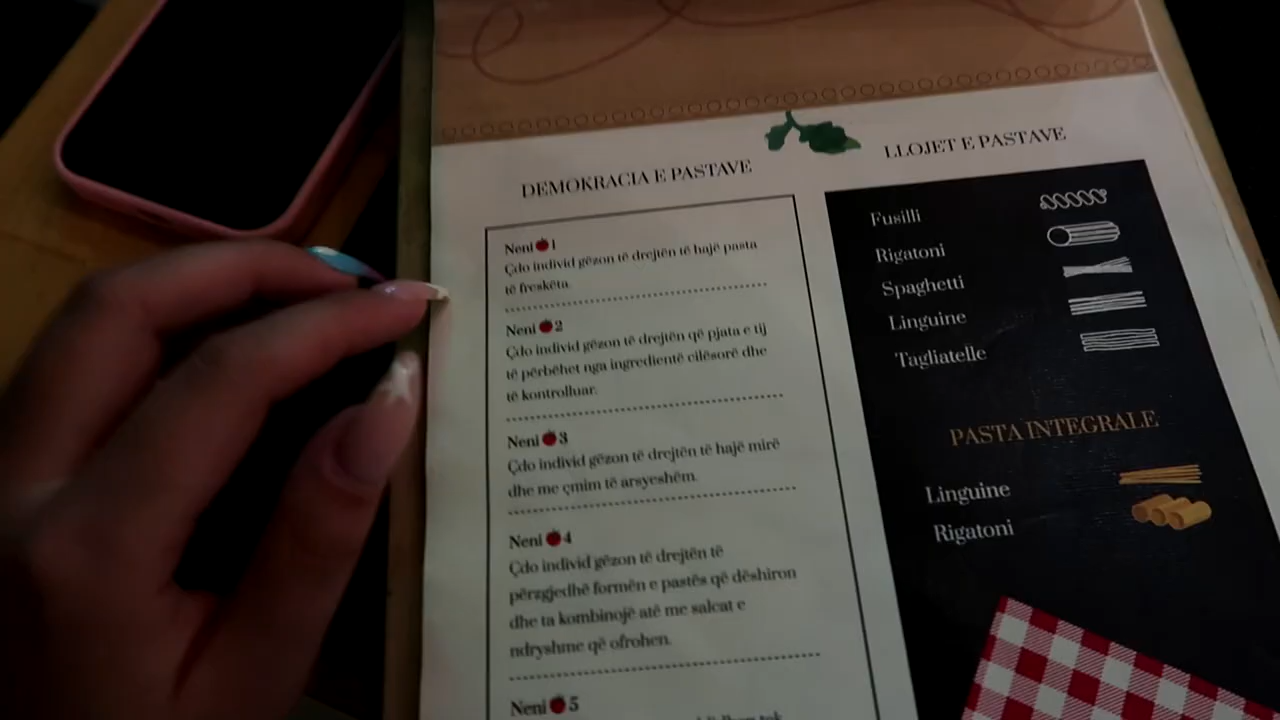 DEMOKRACIA E PASTAVE
Neni 1
Çdo individ gëzon të drejtën të hajë pasta
të freskëta.
Neni 2
Çdo individ gëzon të drejtën që pjata e tij
të përbëhet nga ingredientë cilësorë dhe
të kontrolluar.
Neni 3
Çdo individ gëzon të drejtën të hajë mirë
dhe me çmim të arsyeshëm.
Neni 4
Çdo individ gëzon të drejtën të
përzgjedhë formën e pastës që dëshiron
dhe ta kombinojë atë me salcat e
ndryshme që ofrohen.
Neni 5
LLOJET E PASTAVE
Fusilli
Rigatoni
Spaghetti
Linguine
Tagliatelle
PASTA INTEGRALE
Linguine
Rigatoni